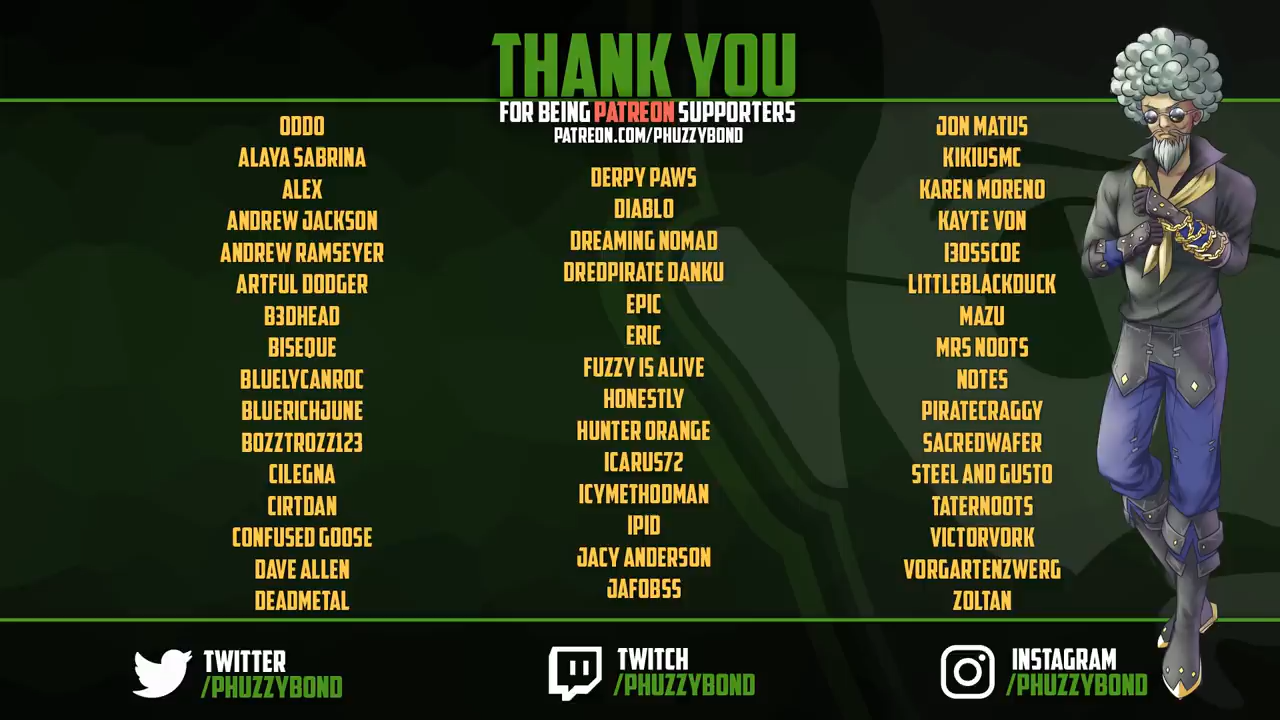 THANK YOU
FOR BEING PATREON SUPPORTERS
PATREON.COM/PHUZZYBOND
ODDO
ALAYA SABRINA
ALEX
ANDREW JACKSON
ANDREW RAMSEYER
ARTFUL DODGER
B3DHEAD
BISEQUE
BLUELYCANROC
BLUERICHJUNE
BOZZTROZZ123
CILEGNA
CIRTDAN
CONFUSED GOOSE
DAVE ALLEN
DEADMETAL
DERPY PAWS
DIABLO
DREAMING NOMAD
DREDPIRATE DANKU
EPIC
ERIC
FUZZY IS ALIVE
HONESTLY
HUNTER ORANGE
ICARUS72
ICYMETHODMAN
IPID
JACY ANDERSON
JAFOBSS
JON MATUS
KIKIUSMC
KAREN MORENO
KAYTE VON
I3OSSCOE
LITTLEBLACKDUCK
MAZU
MRS NOOTS
NOTES
PIRATECRAGGY
SACREDWAFER
STEEL AND GUSTO
TATERNOOTS
VICTORVORK
VORGARTENZWERG
ZOLTAN
TWITTER
/PHUZZYBOND
TWITCH
/PHUZZYBOND
INSTAGRAM
/PHUZZYBOND